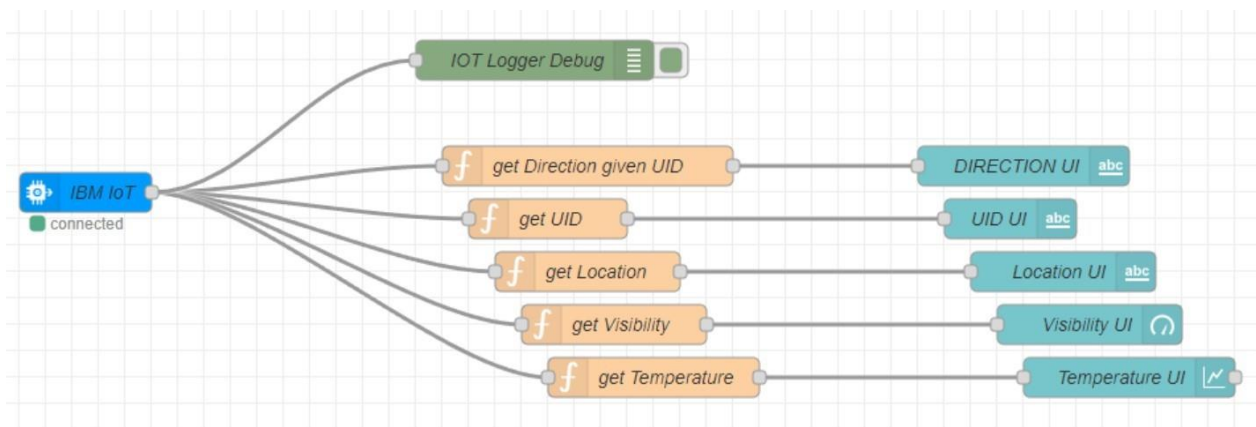 IOT Logger Debug
get Direction given UID
DIRECTION UI abc
IBM IoT
connected
get UID
UID UI abc
get Location
Location UI abc
get Visibility
Visibility UI
get Temperature
Temperature UI